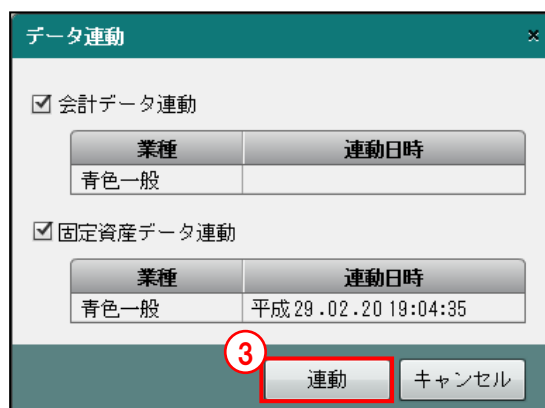 データ連動 ×
☑ 会計データ連動
業種 連動日時
青色一般
☑ 固定資産データ連動
業種 連動日時
青色一般 平成29.02.20 19:04:35
③
連動 キャンセル